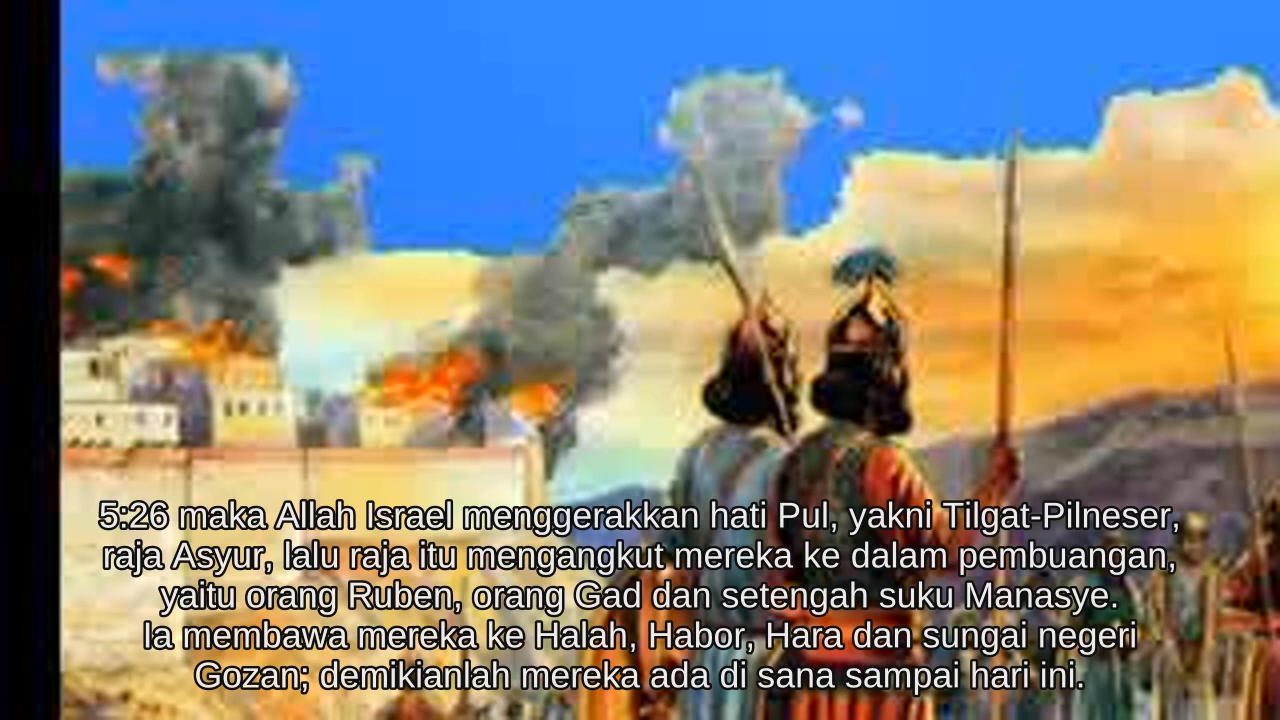 5:26 maka Allah Israel menggerakkan hati Pul, yakni Tilgat-Pilneser,
raja Asyur, lalu raja itu mengangkut mereka ke dalam pembuangan,
yaitu orang Ruben, orang Gad dan setengah suku Manasye.
Ia membawa mereka ke Halah, Habor, Hara dan sungai negeri
Gozan; demikianlah mereka ada di sana sampai hari ini.